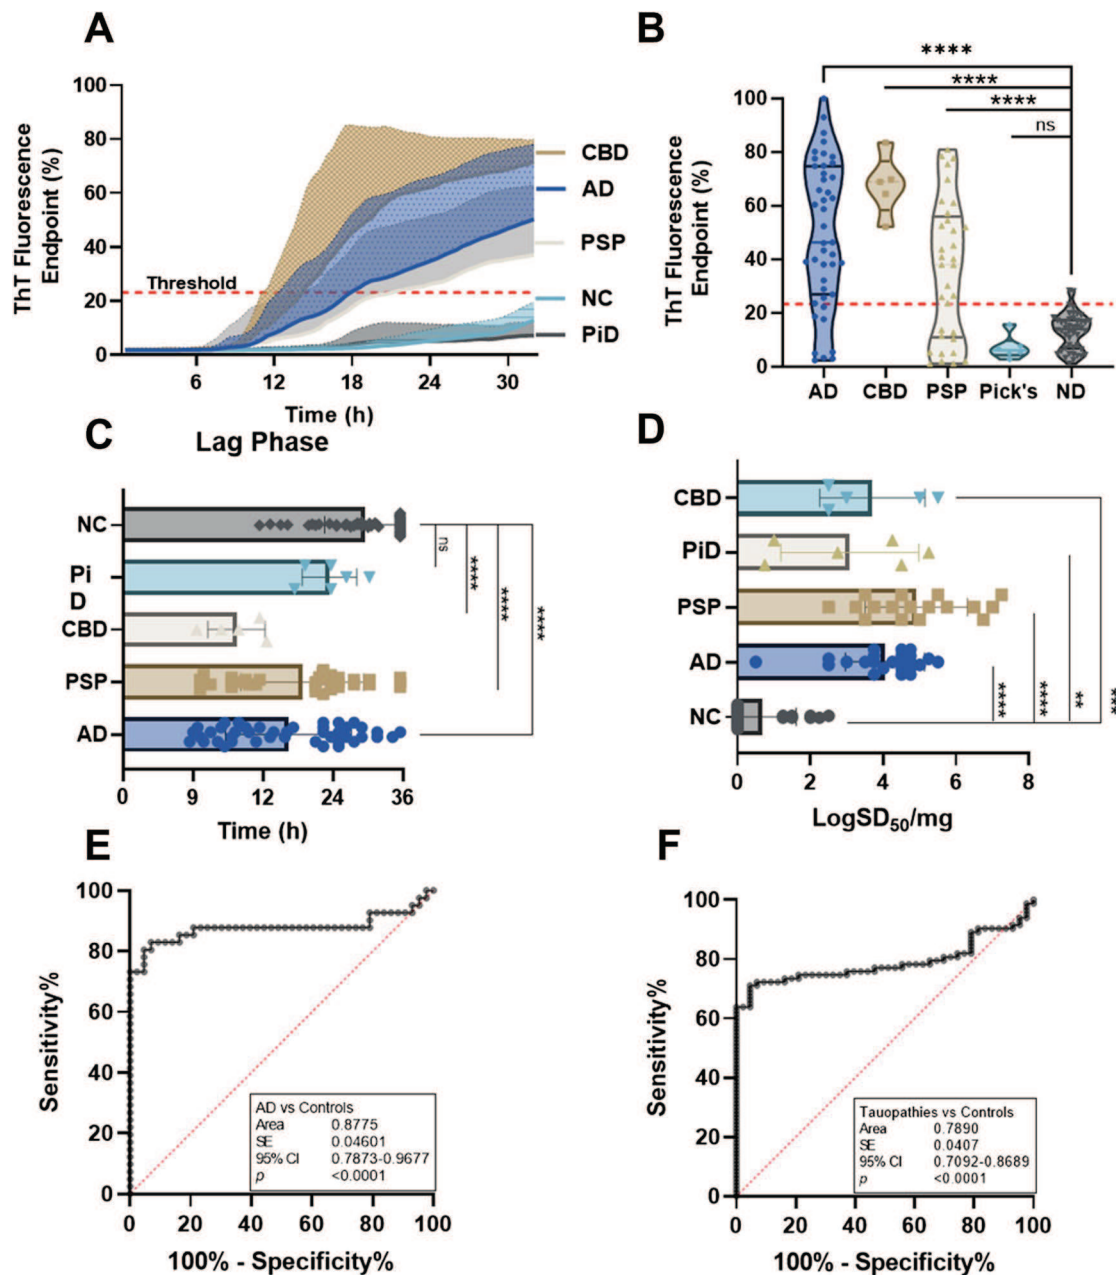 A
ThT Fluorescence
Endpoint (%)
100
80
60
40
20
0
Threshold
6
12
18
24
30
Time (h)
CBD
AD
PSP
NC
PiD
B
ThT Fluorescence
Endpoint (%)
100
80
60
40
20
0
****
****
****
ns
AD
CBD
PSP
Pick's
ND
C
Lag Phase
NC
Pi
D
CBD
PSP
AD
ns
****
****
****
0
9
12
24
36
Time (h)
D
CBD
PiD
PSP
AD
NC
****
****
**
***
0
2
4
6
8
LogSD50/mg
E
Sensitivity%
100
80
60
40
20
0
AD vs Controls
Area 0.8775
SE 0.04601
95% CI 0.7873-0.9677
p <0.0001
0
20
40
60
80
100
100% - Specificity%
F
Sensitivity%
100
80
60
40
20
0
Tauopathies vs Controls
Area 0.7890
SE 0.0407
95% CI 0.7092-0.8689
p <0.0001
0
20
40
60
80
100
100% - Specificity%